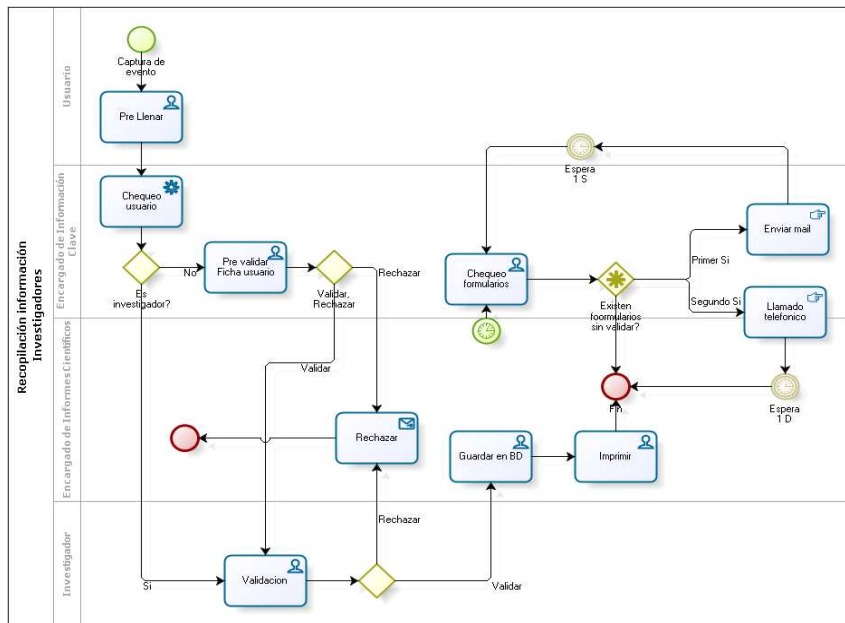 Recopilación información
Investigadores
Usuario
Captura de
evento
Pre Llenar
Espera
1 S
Encargado de Información
Clave
Chequeo
usuario
Es
investigador?
No
Pre validar
Ficha usuario
Validar,
Rechazar
Rechazar
Chequeo
formularios
Existen
foormularios
sin validar?
Primer Si
Enviar mail
Segundo Si
Llamado
telefonico
Encargado de Informes Científicos
Validar
Rechazar
Guardar en BD
Imprimir
Fin
Espera
1 D
Investigador
Si
Validacion
Rechazar
Validar